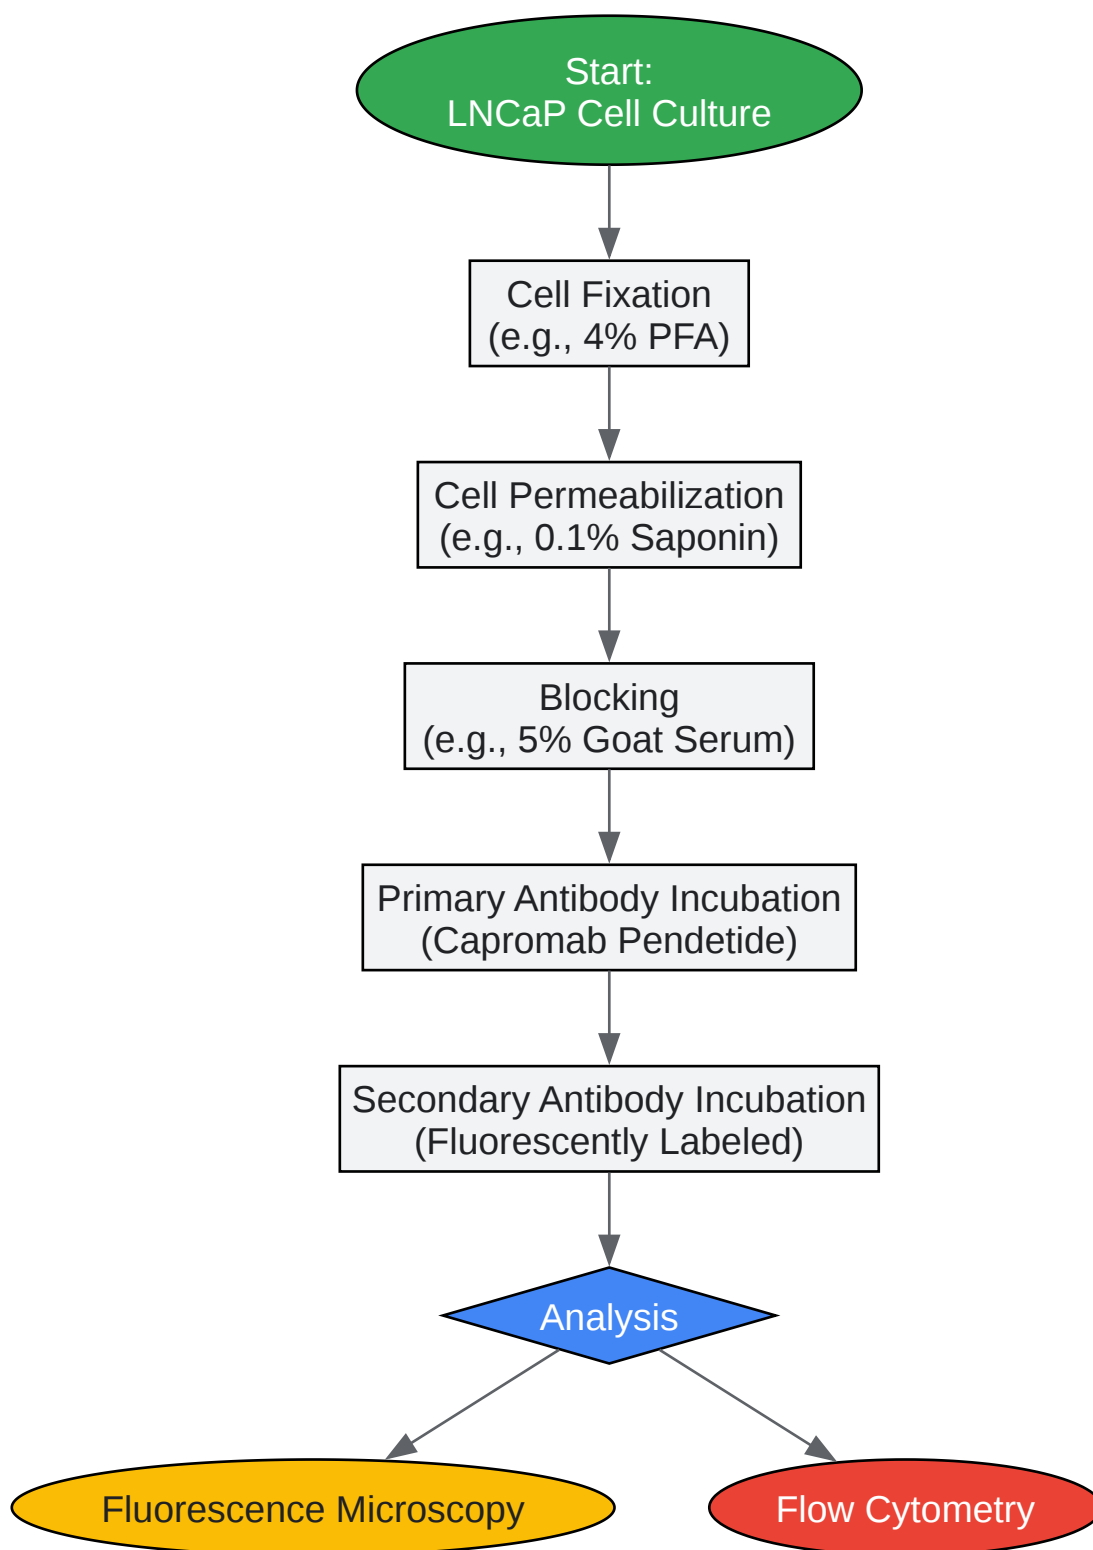 Start:
LNCaP Cell Culture
Cell Fixation
(e.g., 4% PFA)
Cell Permeabilization
(e.g., 0.1% Saponin)
Blocking
(e.g., 5% Goat Serum)
Primary Antibody Incubation
(Capromab Pendetide)
Secondary Antibody Incubation
(Fluorescently Labeled)
Analysis
Fluorescence Microscopy
Flow Cytometry